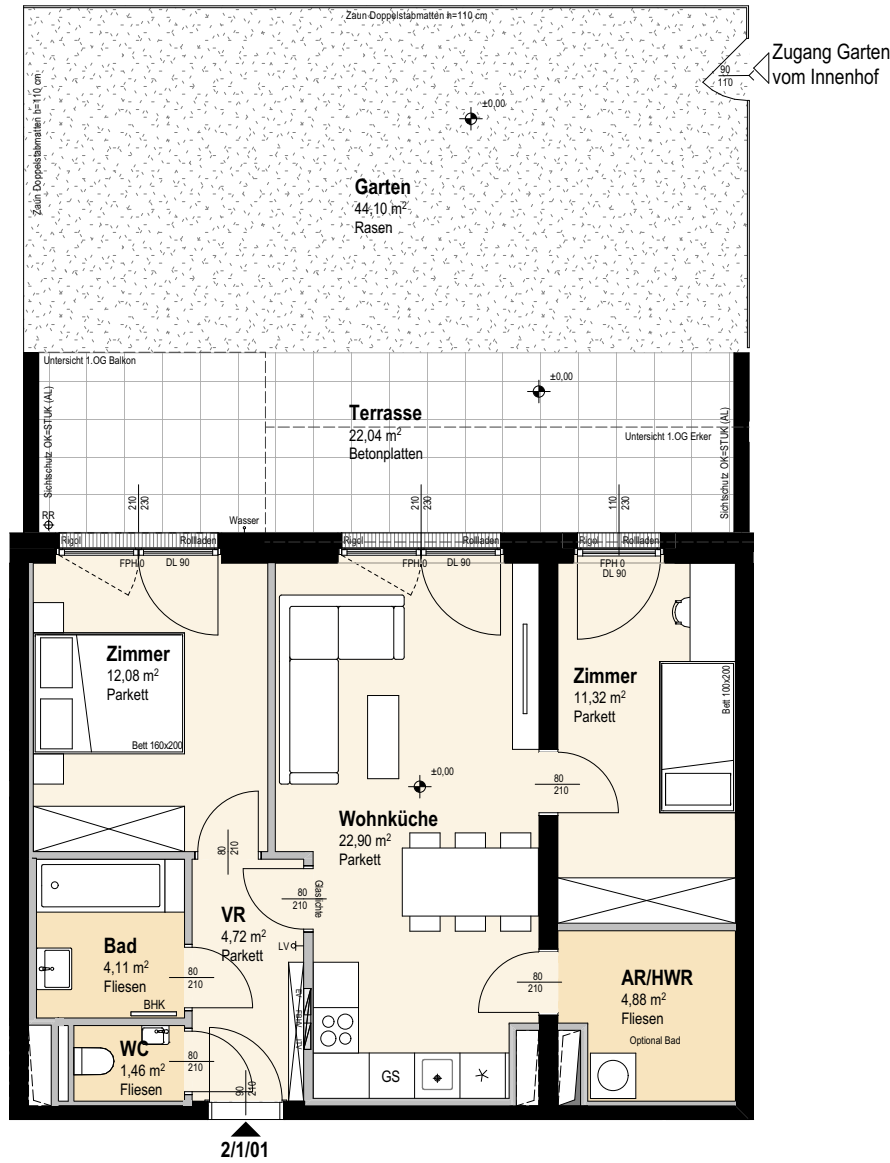 Zaun Doppelstabmatten h=110 cm
Zaun Doppelstabmatten h=110 cm
Zugang Garten
vom Innenhof
90
110
±0,00
Garten
44,10 m²
Rasen
Untersicht 1.OG Balkon
±0,00
Sichtschutz OK=STUK (AL)
Terrasse
22,04 m²
Betonplatten
Untersicht 1.OG Erker
Sichtschutz OK=STUK (AL)
210
230
210
230
110
230
RR
Wasser
Rigol
Rollladen
Rigol
Rollladen
Rigol
Rollladen
FPH 0
DL 90
FPH 0
DL 90
FPH 0
DL 90
Zimmer
12,08 m²
Parkett
Bett 160x200
Zimmer
11,32 m²
Parkett
Bett 100x200
±0,00
80
210
Wohnküche
22,90 m²
Parkett
80
210
80
210
Glaslichte
VR
4,72 m²
Parkett
LV
Bad
4,11 m²
Fliesen
BHK
80
210
80
210
AR/HWR
4,88 m²
Fliesen
Optional Bad
WC
1,46 m²
Fliesen
80
210
90
210
GS
2/1/01